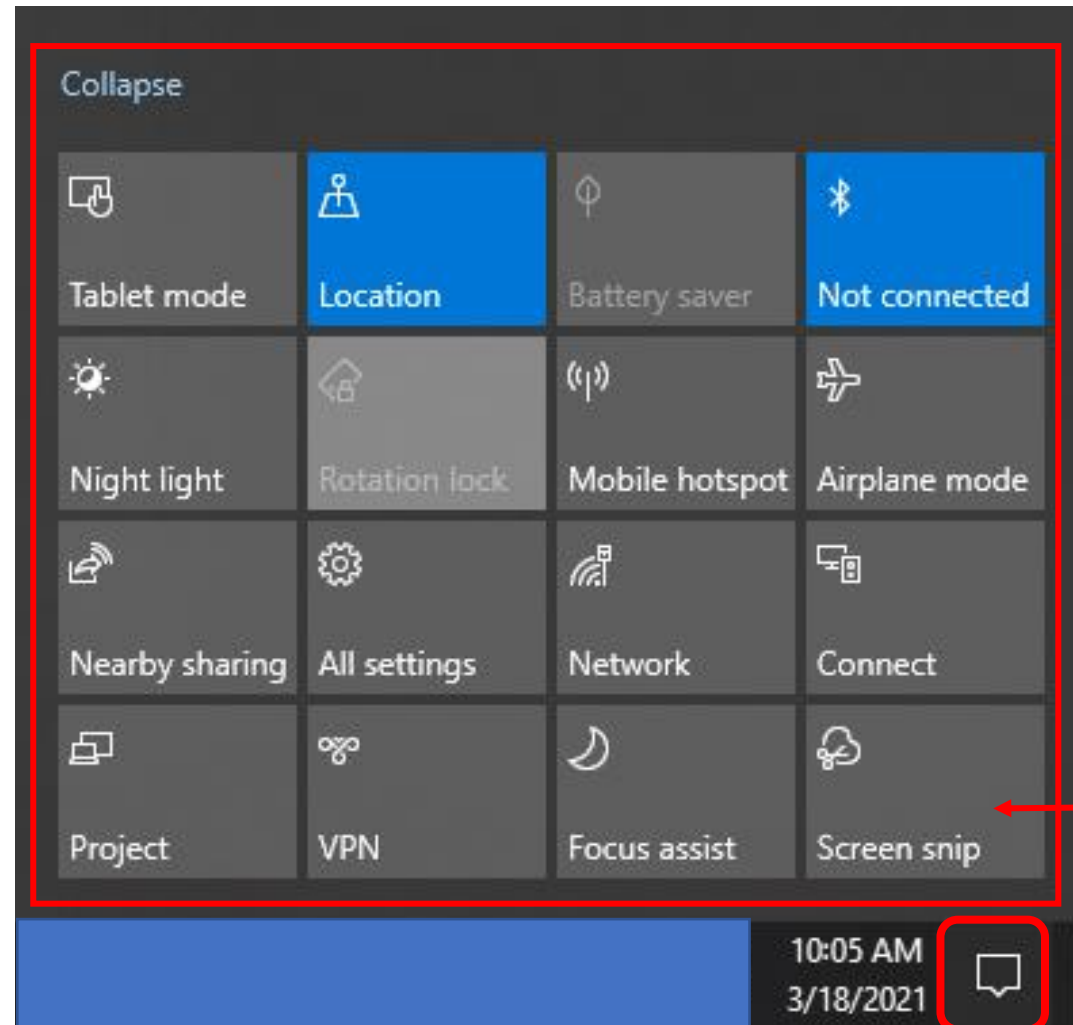 Collapse
Tablet mode
Location
Battery saver
Not connected
Night light
Rotation lock
Mobile hotspot
Airplane mode
Nearby sharing
All settings
Network
Connect
Project
VPN
Focus assist
Screen snip
10:05 AM
3/18/2021